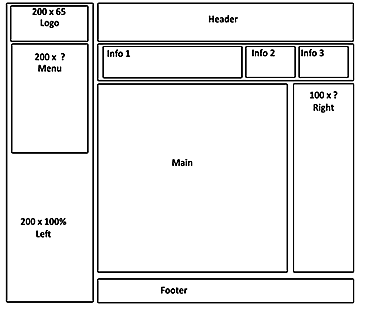 200 x 65
Logo
Header
200 x ?
Menu
Info 1
Info 2
Info 3
100 x ?
Right
Main
200 x 100%
Left
Footer